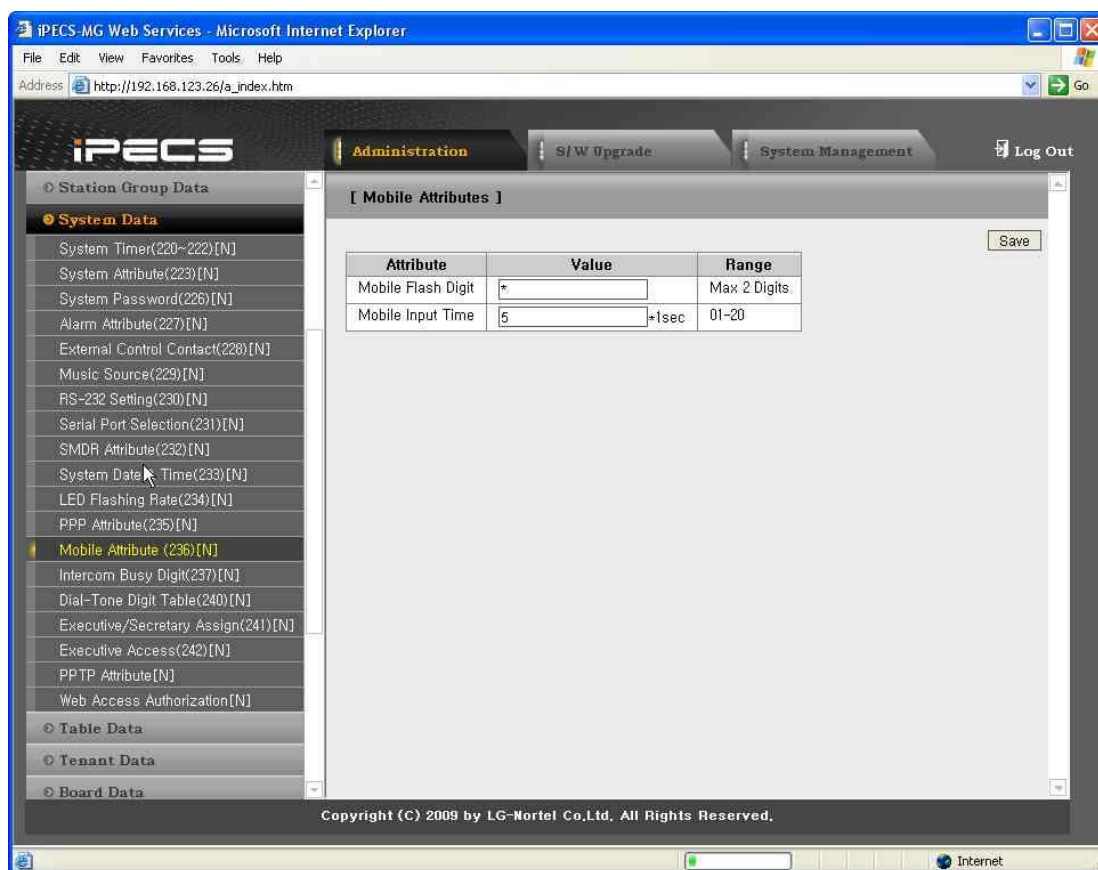 iPECS-MG Web Services - Microsoft Internet Explorer
File Edit View Favorites Tools Help
Address http://192.168.123.26/a_index.htm Go
iPECS
Administration S/W Upgrade System Management Log Out
Station Group Data
System Data
System Timer(220~222)[N]
System Attribute(223)[N]
System Password(226)[N]
Alarm Attribute(227)[N]
External Control Contact(228)[N]
Music Source(229)[N]
RS-232 Setting(230)[N]
Serial Port Selection(231)[N]
SMDR Attribute(232)[N]
System Date Time(233)[N]
LED Flashing Rate(234)[N]
PPP Attribute(235)[N]
Mobile Attribute (236)[N]
Intercom Busy Digit(237)[N]
Dial-Tone Digit Table(240)[N]
Executive/Secretary Assign(241)[N]
Executive Access(242)[N]
PPTP Attribute[N]
Web Access Authorization[N]
Table Data
Tenant Data
Board Data
[ Mobile Attributes ]
Save
Attribute Value Range
Mobile Flash Digit * Max 2 Digits
Mobile Input Time 5 *1sec 01-20
Copyright (C) 2009 by LG-Nortel Co,Ltd. All Rights Reserved.
Internet